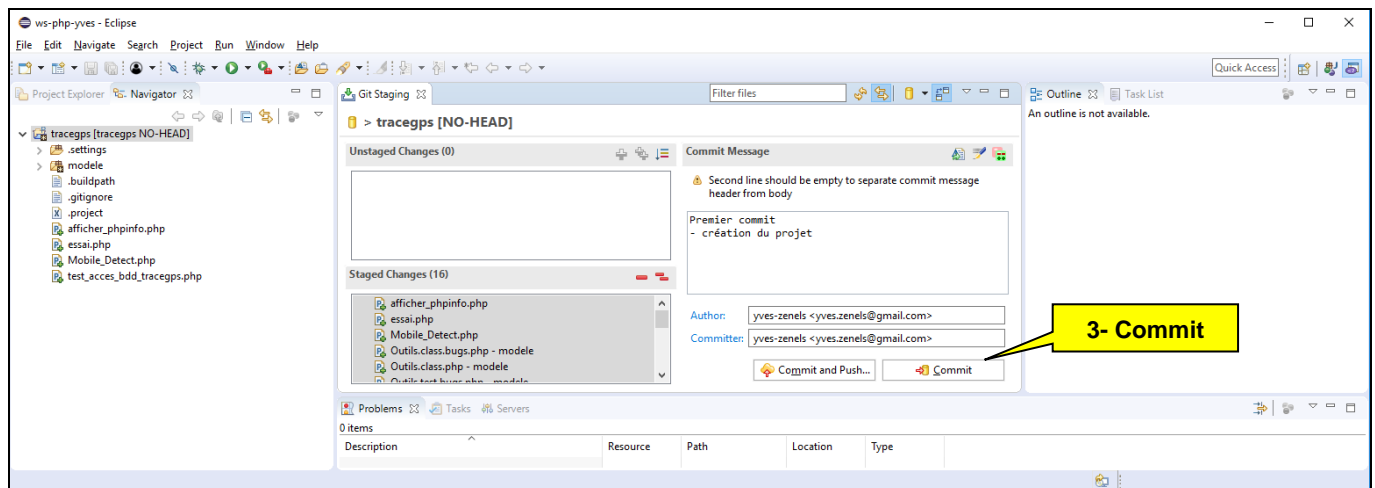 ws-php-yves - Eclipse
File Edit Navigate Search Project Run Window Help
Quick Access
Project Explorer Navigator
tracegps [tracegps NO-HEAD]
.settings
modele
.buildpath
.gitignore
.project
afficher_phpinfo.php
essai.php
Mobile_Detect.php
test_acces_bdd_tracegps.php
Git Staging
Filter files
> tracegps [NO-HEAD]
Unstaged Changes (0)
Staged Changes (16)
afficher_phpinfo.php
essai.php
Mobile_Detect.php
Outils.class.bugs.php - modele
Outils.class.php - modele
Outils.test.bugs.php - modele
Commit Message
Second line should be empty to separate commit message
header from body
Premier commit
- création du projet
Author: yves-zenels <yves.zenels@gmail.com>
Committer: yves-zenels <yves.zenels@gmail.com>
Commit and Push... Commit
3- Commit
Outline Task List
An outline is not available.
Problems Tasks Servers
0 items
Description Resource Path Location Type